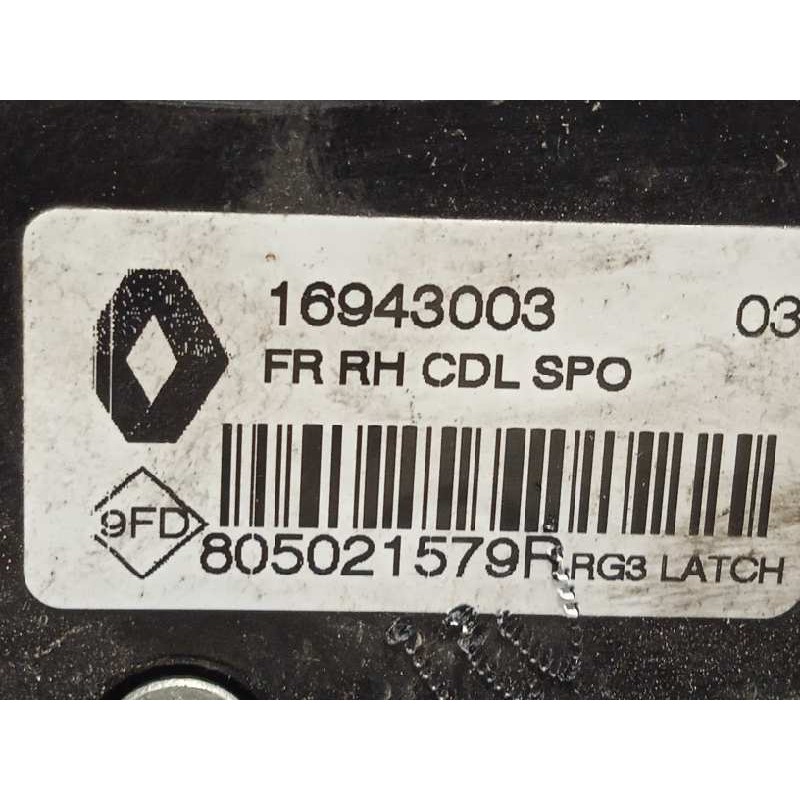 16943003 03
FR RH CDL SPO
9FD
805021579R RG3 LATCH